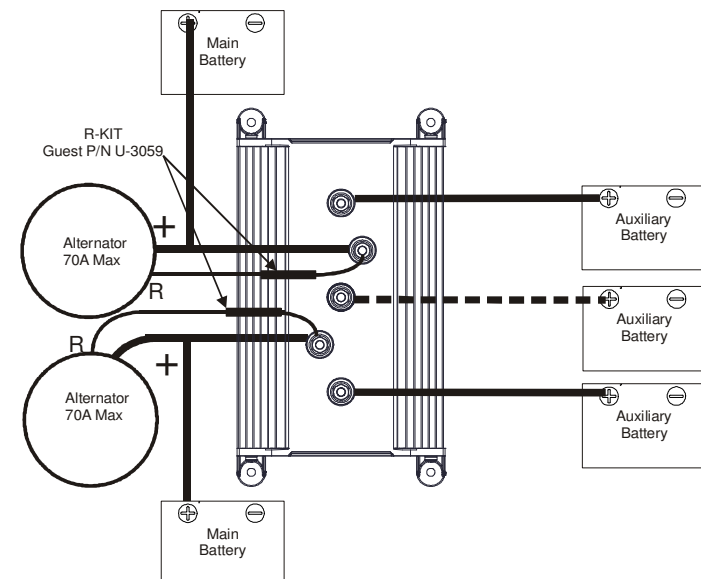 Main
Battery
R-KIT
Guest P/N U-3059
Alternator
70A Max
+
R
Auxiliary
Battery
Auxiliary
Battery
R
+
Alternator
70A Max
Auxiliary
Battery
Main
Battery